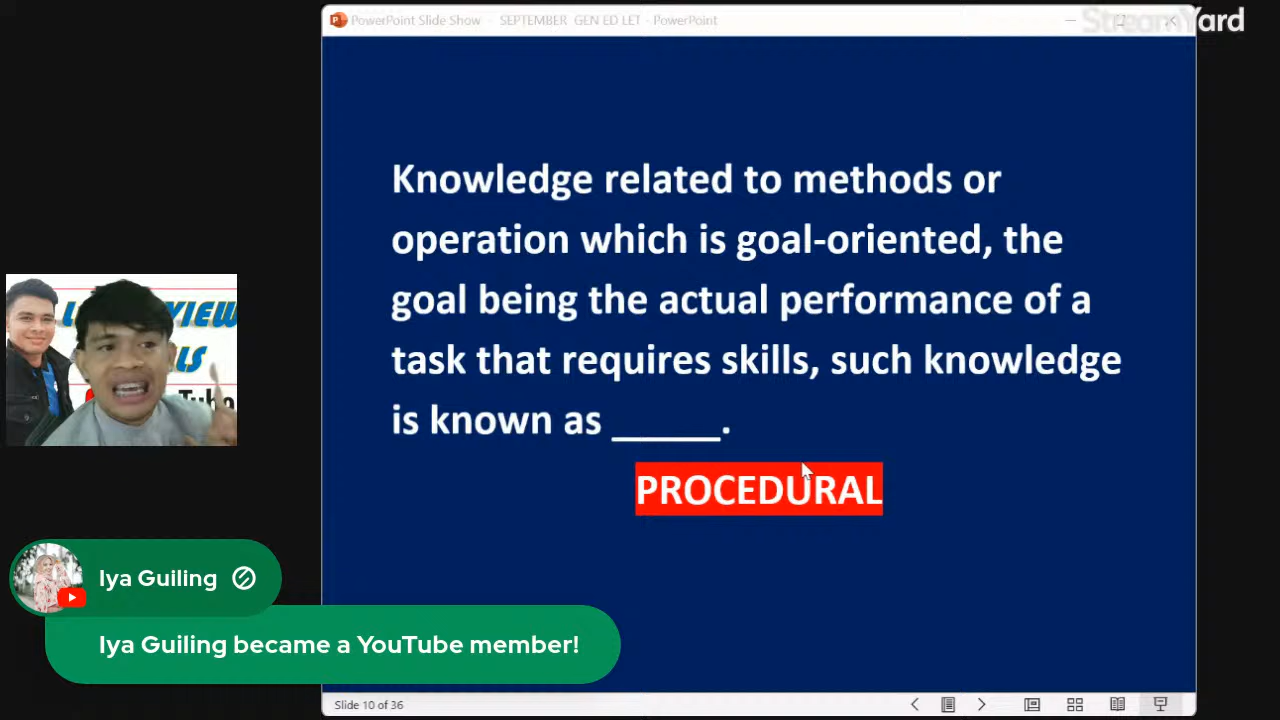 PowerPoint Slide Show - SEPTEMBER GEN ED LET - PowerPoint
StreamYard
Knowledge related to methods or
operation which is goal-oriented, the
goal being the actual performance of a
task that requires skills, such knowledge
is known as _____.
PROCEDURAL
Iya Guiling
Iya Guiling became a YouTube member!
Slide 10 of 36